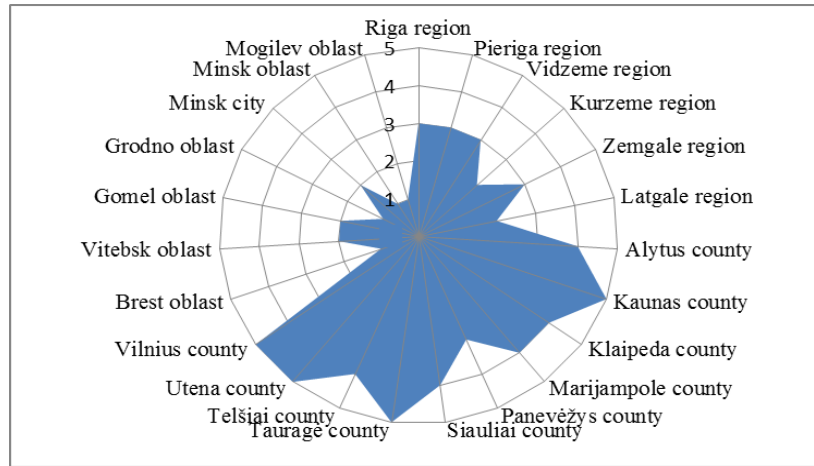 Riga region
Pieriga region
Vidzeme region
Kurzeme region
Zemgale region
Latgale region
Alytus county
Kaunas county
Klaipeda county
Marijampole county
Panevėžys county
Siauliai county
Tauragė county
Telšiai county
Utena county
Vilnius county
Brest oblast
Vitebsk oblast
Gomel oblast
Grodno oblast
Minsk city
Minsk oblast
Mogilev oblast
5
4
3
2
1